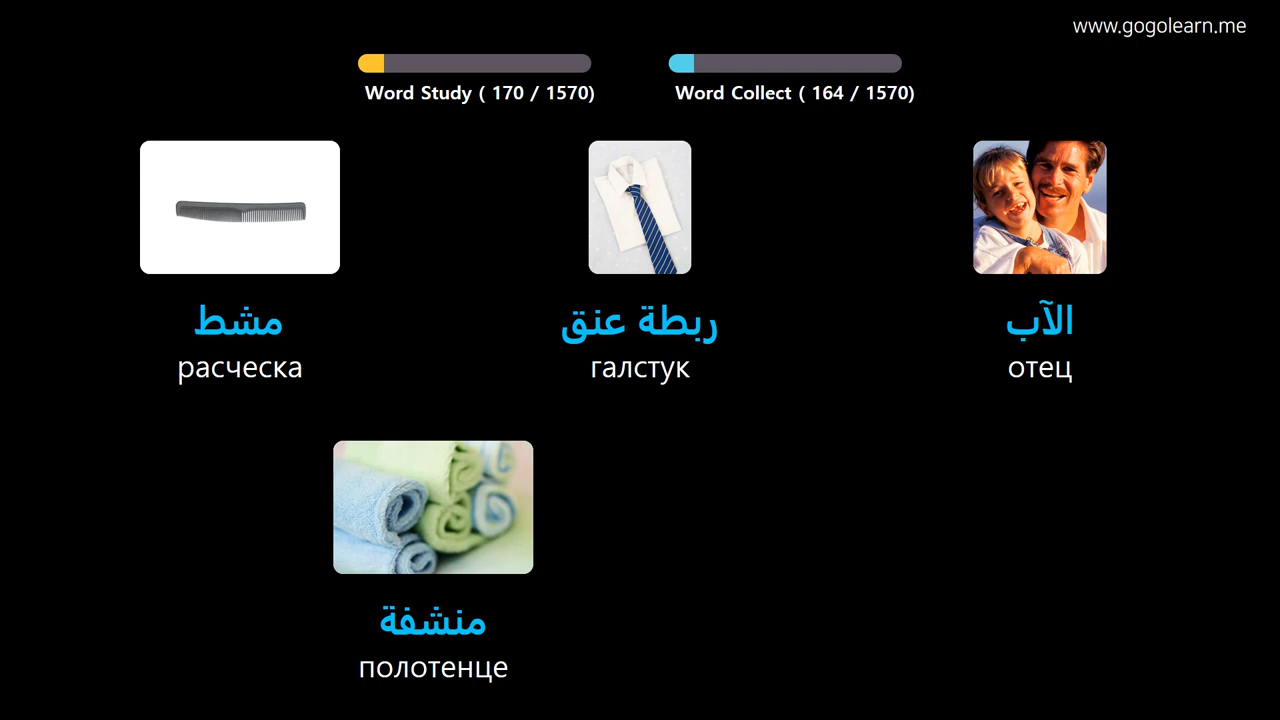 www.gogolearn.me
Word Study ( 170 / 1570)
Word Collect ( 164 / 1570)
مشط
расческа
ربطة عنق
галстук
الآب
отец
منشفة
полотенце